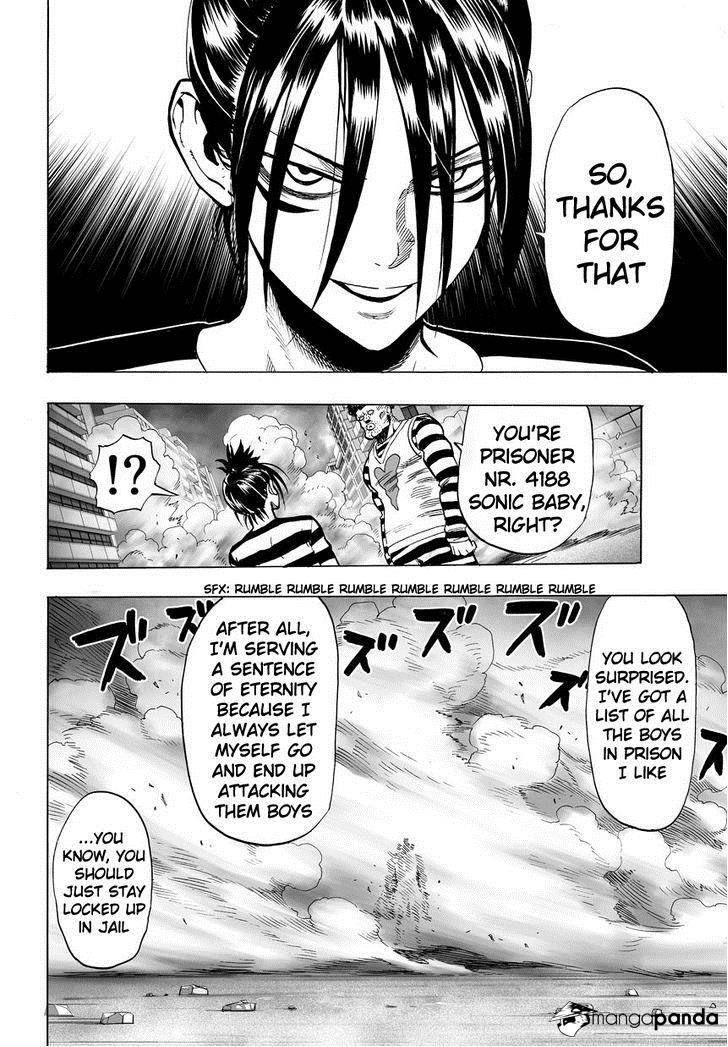 SO,
THANKS
FOR
THAT
YOU'RE
PRISONER
NR. 4188
SONIC BABY,
RIGHT?
!?
SFX: RUMBLE RUMBLE RUMBLE RUMBLE RUMBLE RUMBLE RUMBLE
YOU LOOK
SURPRISED.
I'VE GOT A
LIST OF ALL
THE BOYS
IN PRISON
I LIKE
ズズズズズズズ
AFTER ALL,
I'M SERVING
A SENTENCE
OF ETERNITY
BECAUSE I
ALWAYS LET
MYSELF GO
AND END UP
ATTACKING
THEM BOYS
...YOU
KNOW, YOU
SHOULD
JUST STAY
LOCKED UP
IN JAIL
mangapanda